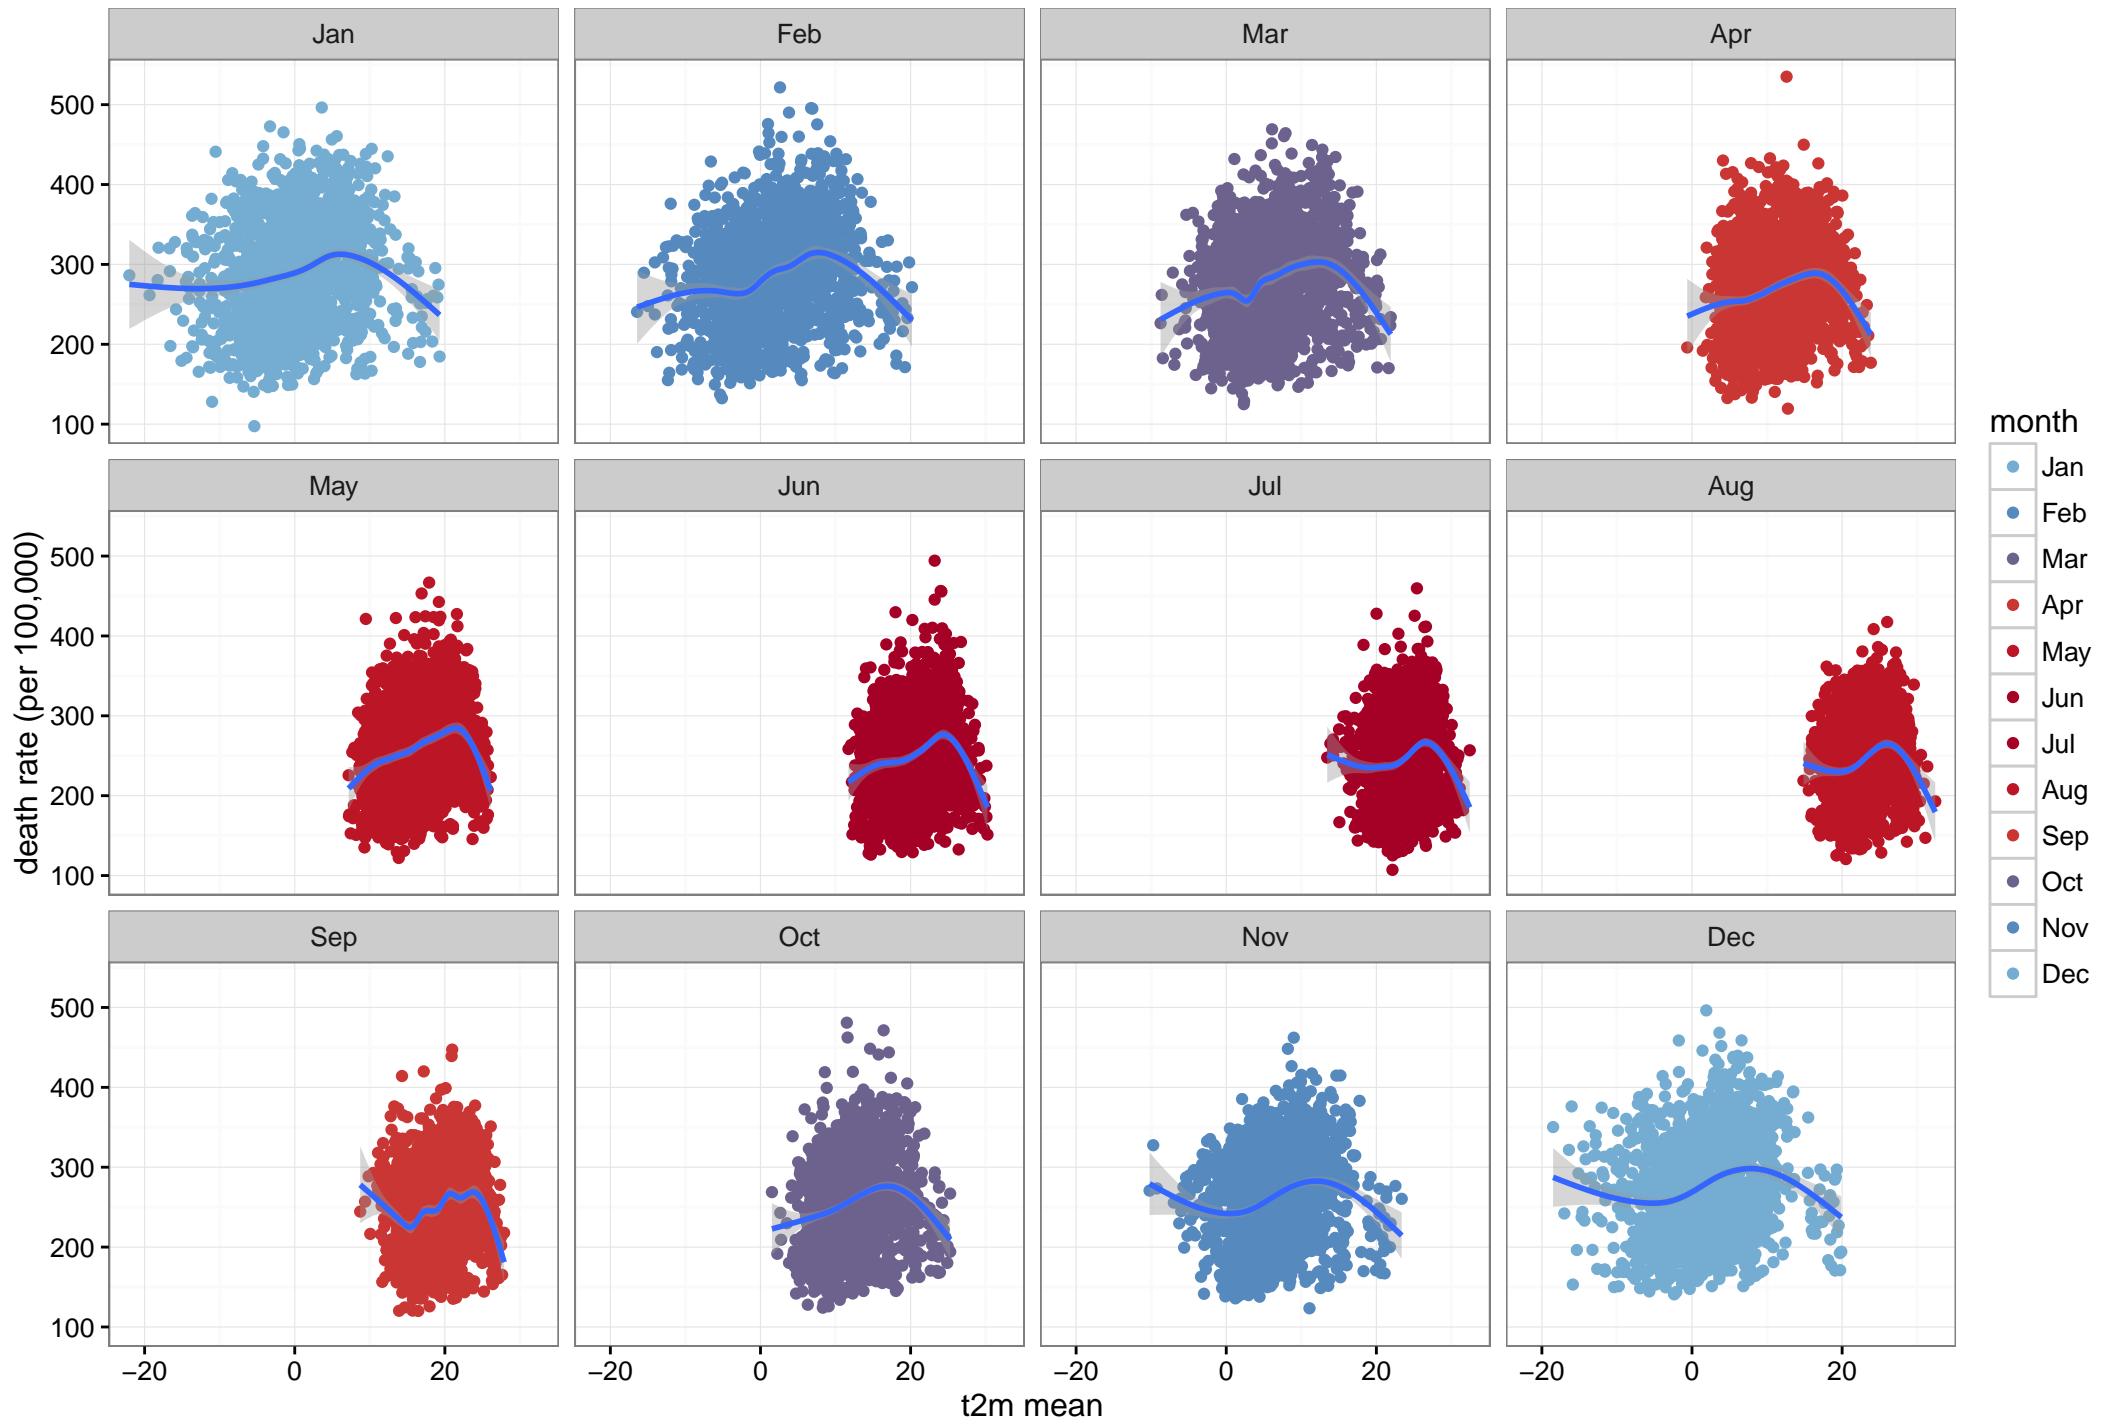 Jan Feb Mar Apr
500
400
300
200
100
May Jun Jul Aug
500
400
300
200
100
Sep Oct Nov Dec
500
400
300
200
100
−20 0 20 −20 0 20 −20 0 20 −20 0 20
t2m mean
death rate (per 100,000)
month
Jan
Feb
Mar
Apr
May
Jun
Jul
Aug
Sep
Oct
Nov
Dec